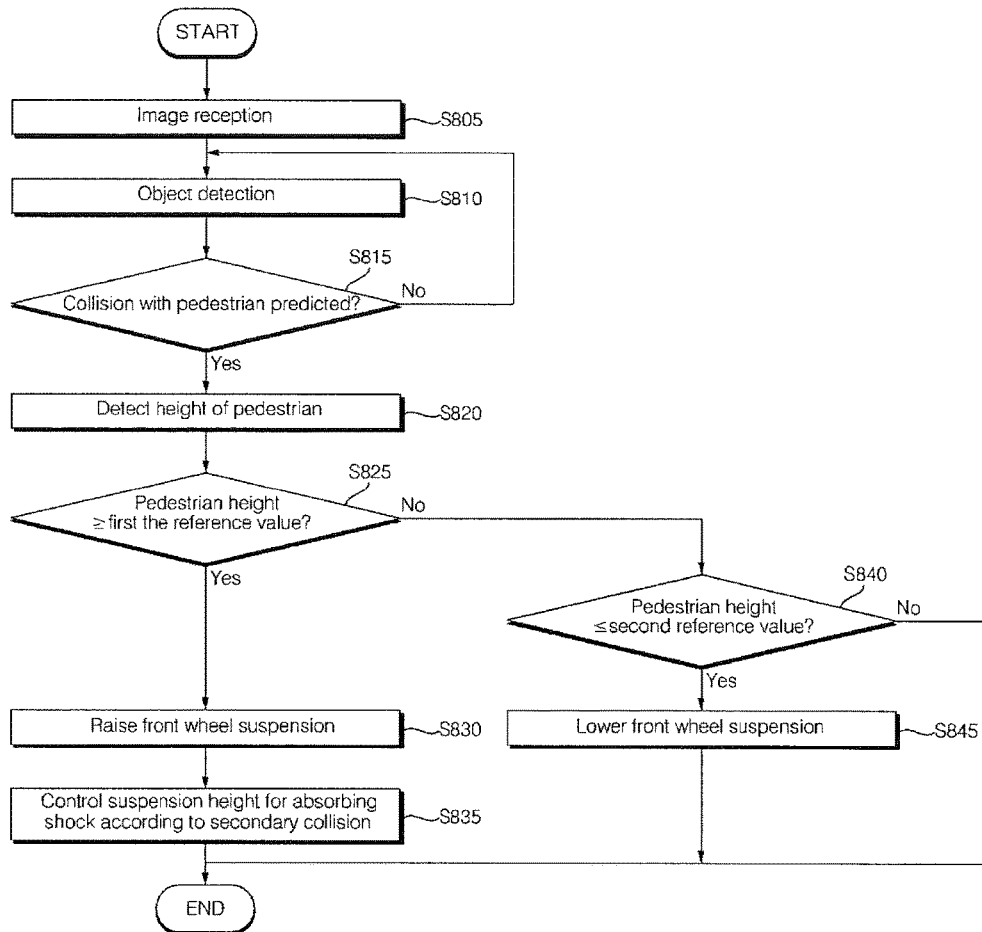 START
Image reception
S805
Object detection
S810
S815
Collision with pedestrian predicted?
No
Yes
Detect height of pedestrian
S820
S825
Pedestrian height
≥first the reference value?
No
Yes
S840
Pedestrian height
≤second reference value?
No
Yes
Raise front wheel suspension
S830
Lower front wheel suspension
S845
Control suspension height for absorbing
shock according to secondary collision
S835
END